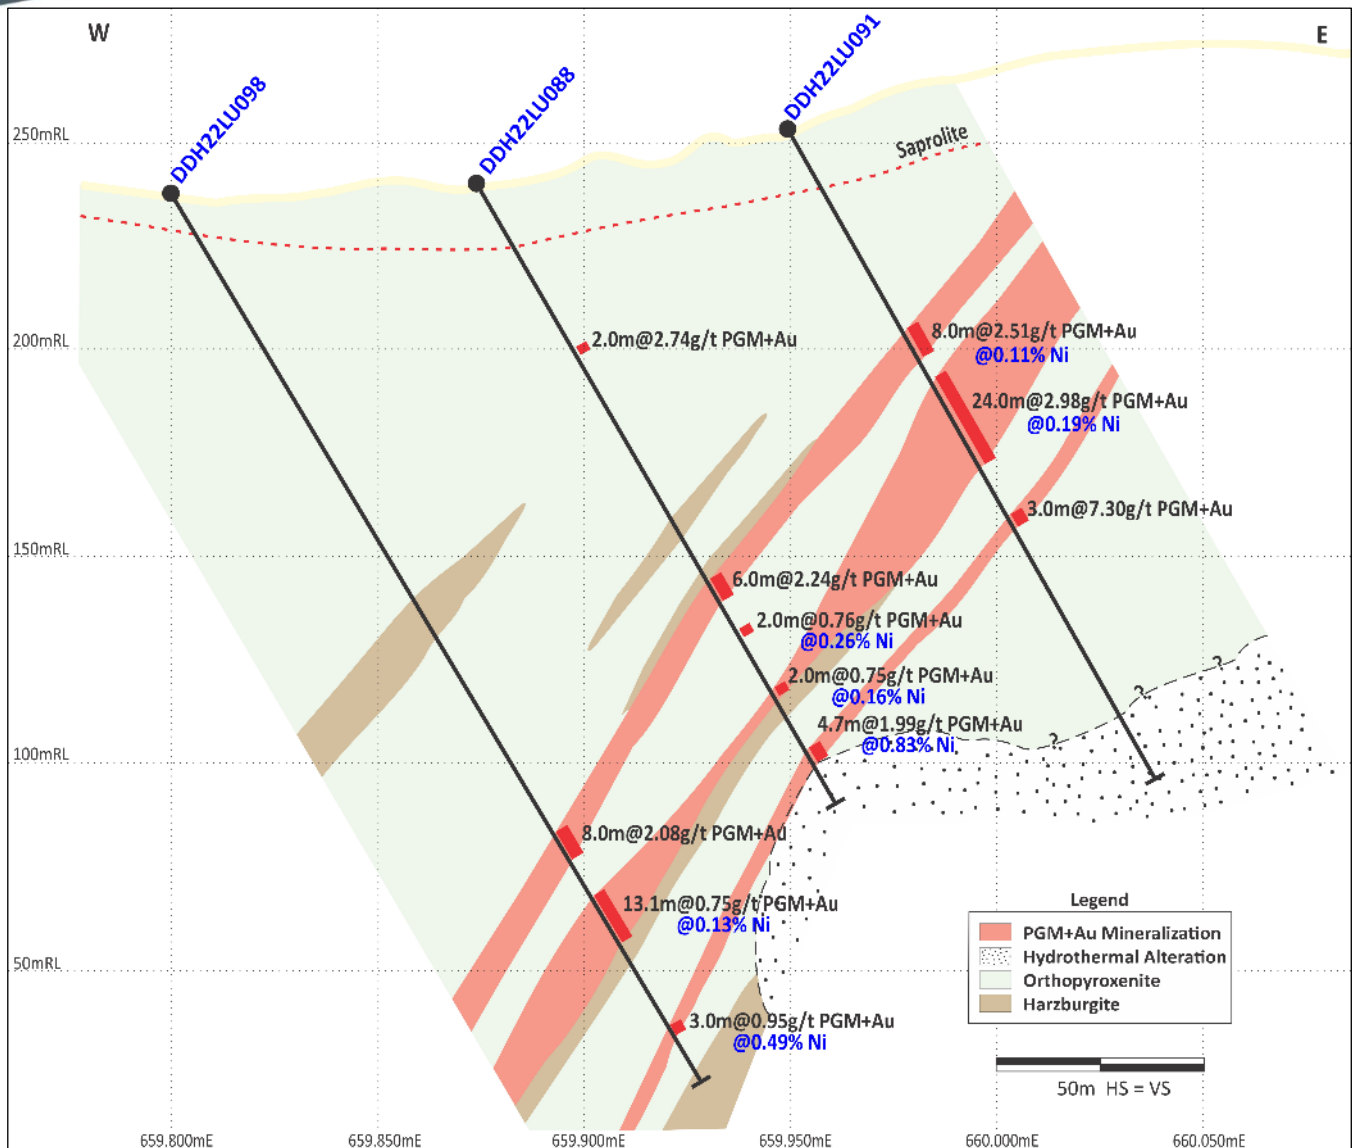 W
E
DDH22LU098
DDH22LU088
DDH22LU091
250mRL
Saprolite
200mRL
2.0m@2.74g/t PGM+Au
8.0m@2.51g/t PGM+Au
@0.11% Ni
24.0m@2.98g/t PGM+Au
@0.19% Ni
3.0m@7.30g/t PGM+Au
150mRL
6.0m@2.24g/t PGM+Au
2.0m@0.76g/t PGM+Au
@0.26% Ni
2.0m@0.75g/t PGM+Au
@0.16% Ni
4.7m@1.99g/t PGM+Au
@0.83% Ni
? ? ?
100mRL
8.0m@2.08g/t PGM+Au
13.1m@0.75g/t PGM+Au
@0.13% Ni
50mRL
3.0m@0.95g/t PGM+Au
@0.49% Ni
Legend
PGM+Au Mineralization
Hydrothermal Alteration
Orthopyroxenite
Harzburgite
50m HS = VS
659.800mE 659.850mE 659.900mE 659.950mE 660.000mE 660.050mE